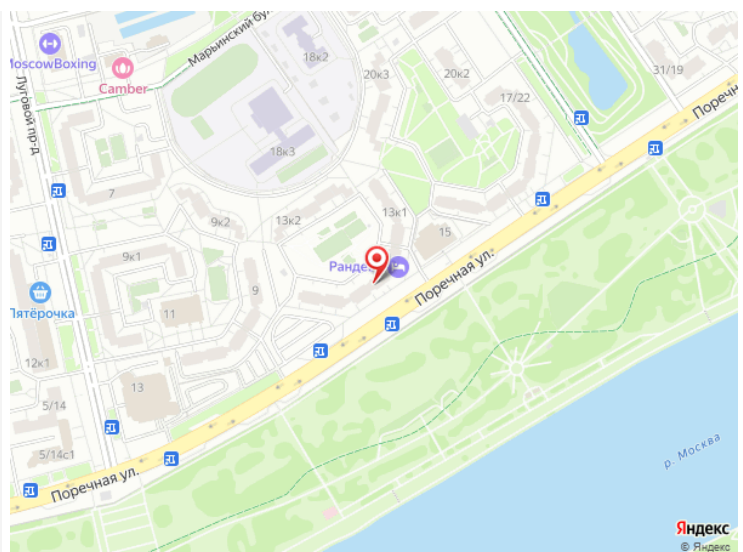 MoscowBoxing
Camber
Луговой пр-д
Марьинский бу
18к2
20к3
20к2
31/19
17/22
18к3
7
Поречная
9к2
13к2
13к1
15
9к1
9
Ранде
Поречная ул.
Пятёрочка
11
12к1
13
5/14
5/14с1
Поречная ул.
р. Москва
Яндекс
© Яндекс